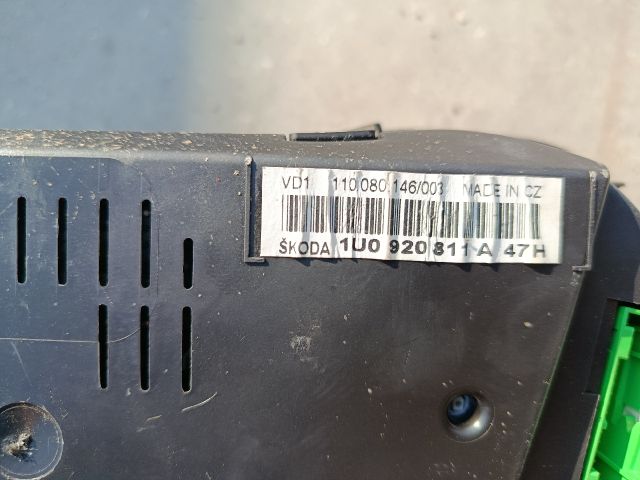 VD1 110.080.146/003 MADE IN CZ
ŠKODA 1U0 920 811 A 47H